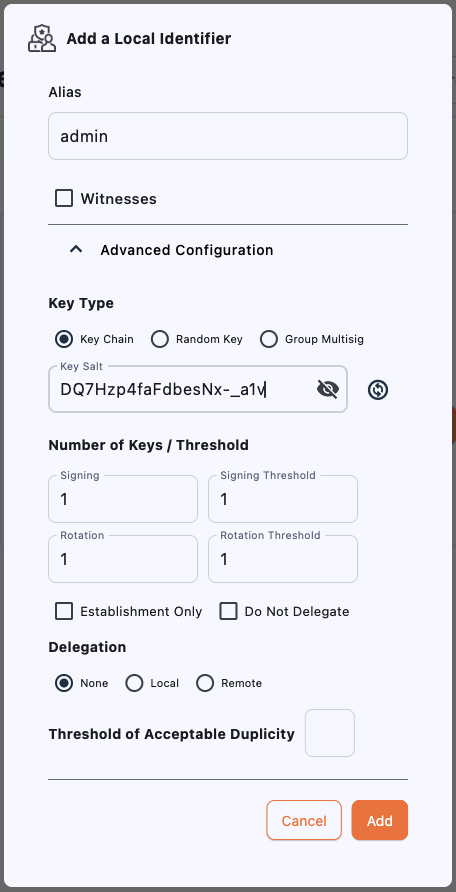 Add a Local Identifier
Alias
admin
Witnesses
Advanced Configuration
Key Type
Key Chain Random Key Group Multisig
Key Salt
DQ7Hzp4faFdbesNx-_a1v
Number of Keys / Threshold
Signing Signing Threshold
1 1
Rotation Rotation Threshold
1 1
Establishment Only Do Not Delegate
Delegation
None Local Remote
Threshold of Acceptable Duplicity
Cancel Add